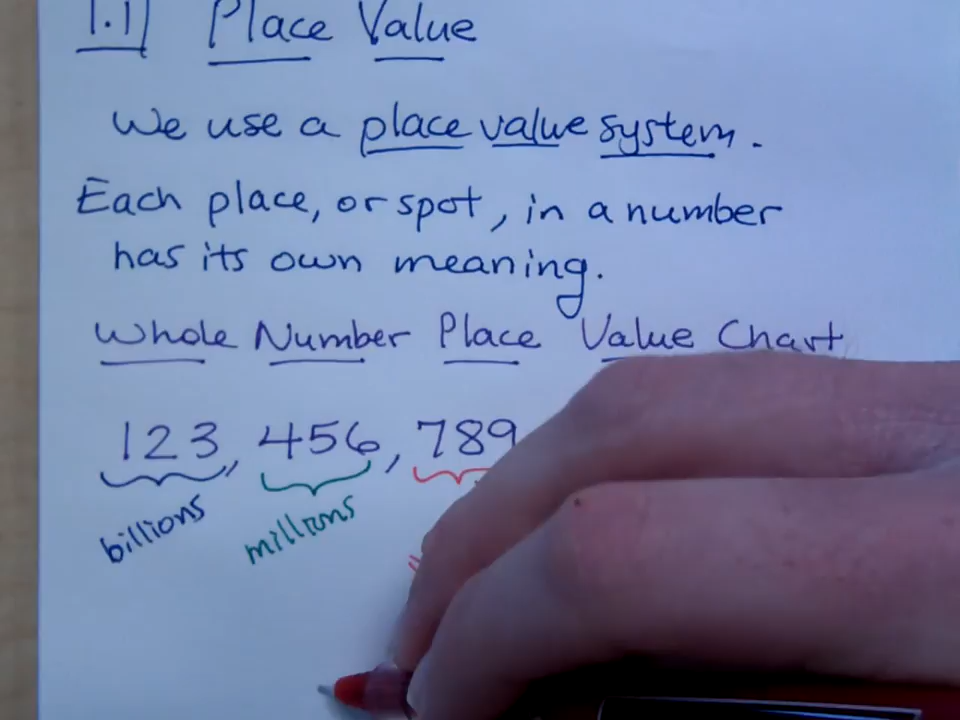 1.1 Place Value
We use a place value system.
Each place, or spot, in a number
has its own meaning.
Whole Number Place Value Chart
123, 456, 789
billions millions